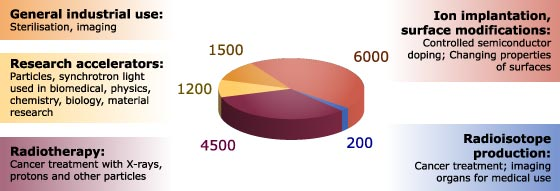 General industrial use:
Sterilisation, imaging
Research accelerators:
Particles, synchrotron light
used in biomedical, physics,
chemistry, biology, material
research
Radiotherapy:
Cancer treatment with X-rays,
protons and other particles
1500
1200
4500
6000
200
Ion implantation,
surface modifications:
Controlled semiconductor
doping; Changing properties
of surfaces
Radioisotope
production:
Cancer treatment; imaging
organs for medical use